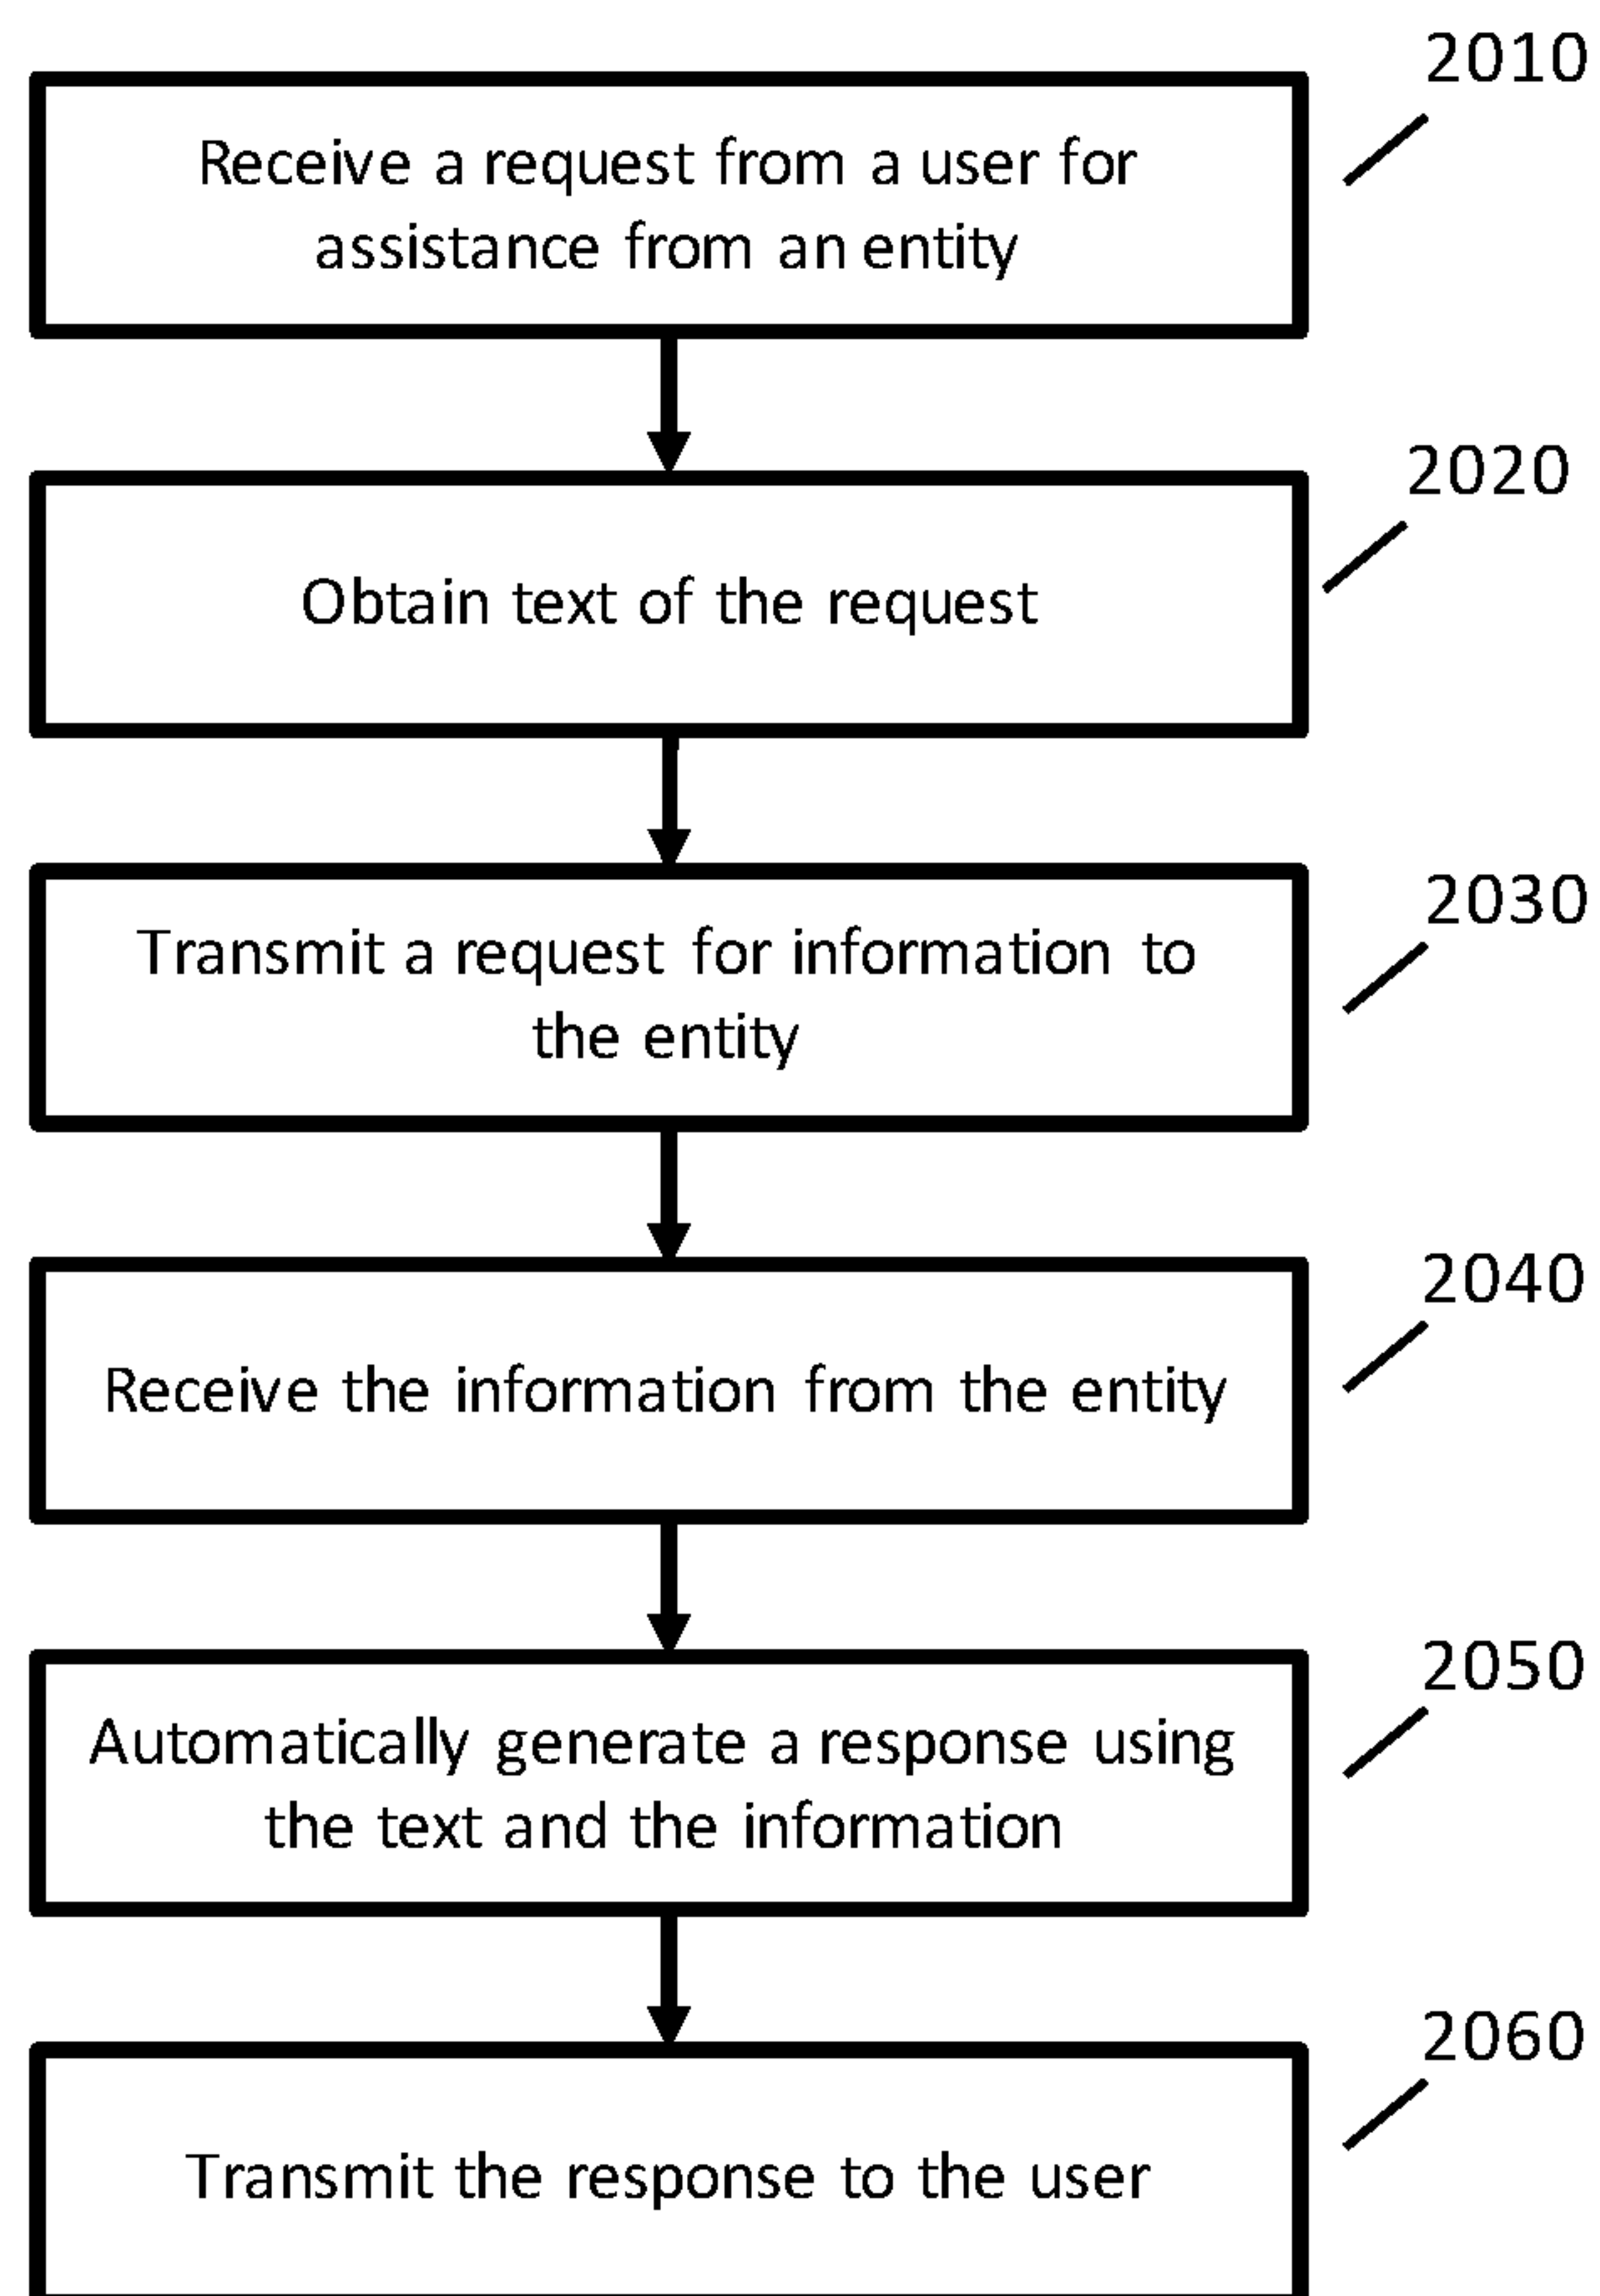 2010
Receive a request from a user for
assistance from an entity
2020
Obtain text of the request
2030
Transmit a request for information to
the entity
2040
Receive the information from the entity
2050
Automatically generate a response using
the text and the information
2060
Transmit the response to the user